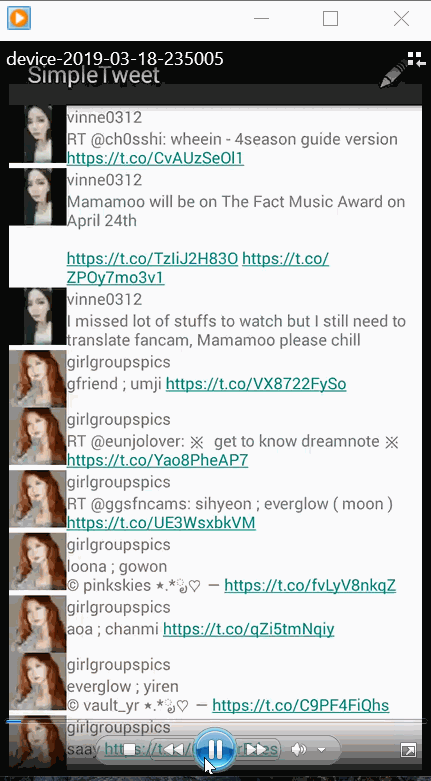 device-2019-03-18-235005
SimpleTweet
vinne0312
RT @ch0sshi: wheein - 4season guide version
https://t.co/CvAUzSeOl1
vinne0312
Mamamoo will be on The Fact Music Award on
April 24th
https://t.co/TzIiJ2H83O https://t.co/
ZPOy7mo3v1
vinne0312
I missed lot of stuffs to watch but I still need to
translate fancam, Mamamoo please chill
girlgroupspics
gfriend ; umji https://t.co/VX8722FySo
girlgroupspics
RT @eunjolover: ※ get to know dreamnote ※
https://t.co/Yao8PheAP7
girlgroupspics
RT @ggsfncams: sihyeon ; everglow ( moon )
https://t.co/UE3WsxbkVM
girlgroupspics
loona ; gowon
© pinkskies ⋆.*ೃ♡ — https://t.co/fvLyV8nkqZ
girlgroupspics
aoa ; chanmi https://t.co/qZi5tmNqiy
girlgroupspics
everglow ; yiren
© vault_yr ⋆.*ೃ♡ — https://t.co/C9PF4FiQhs
girlgroupspics
saay